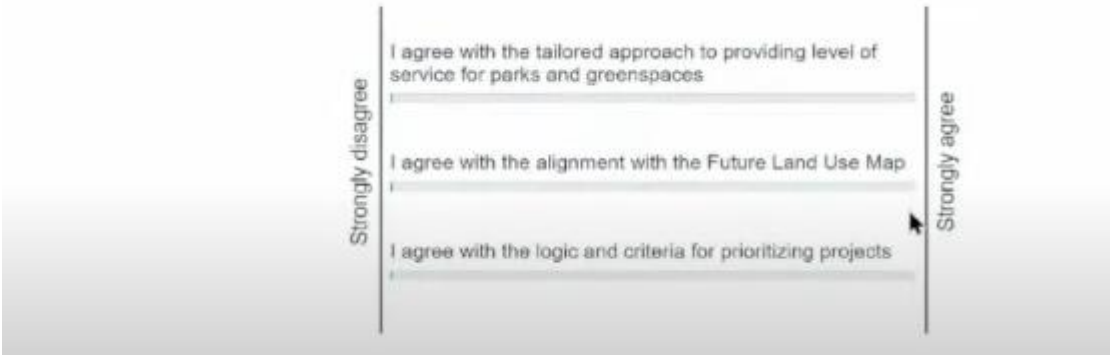 I agree with the tailored approach to providing level of
service for parks and greenspaces
Strongly disagree
Strongly agree
I agree with the alignment with the Future Land Use Map
I agree with the logic and criteria for prioritizing projects